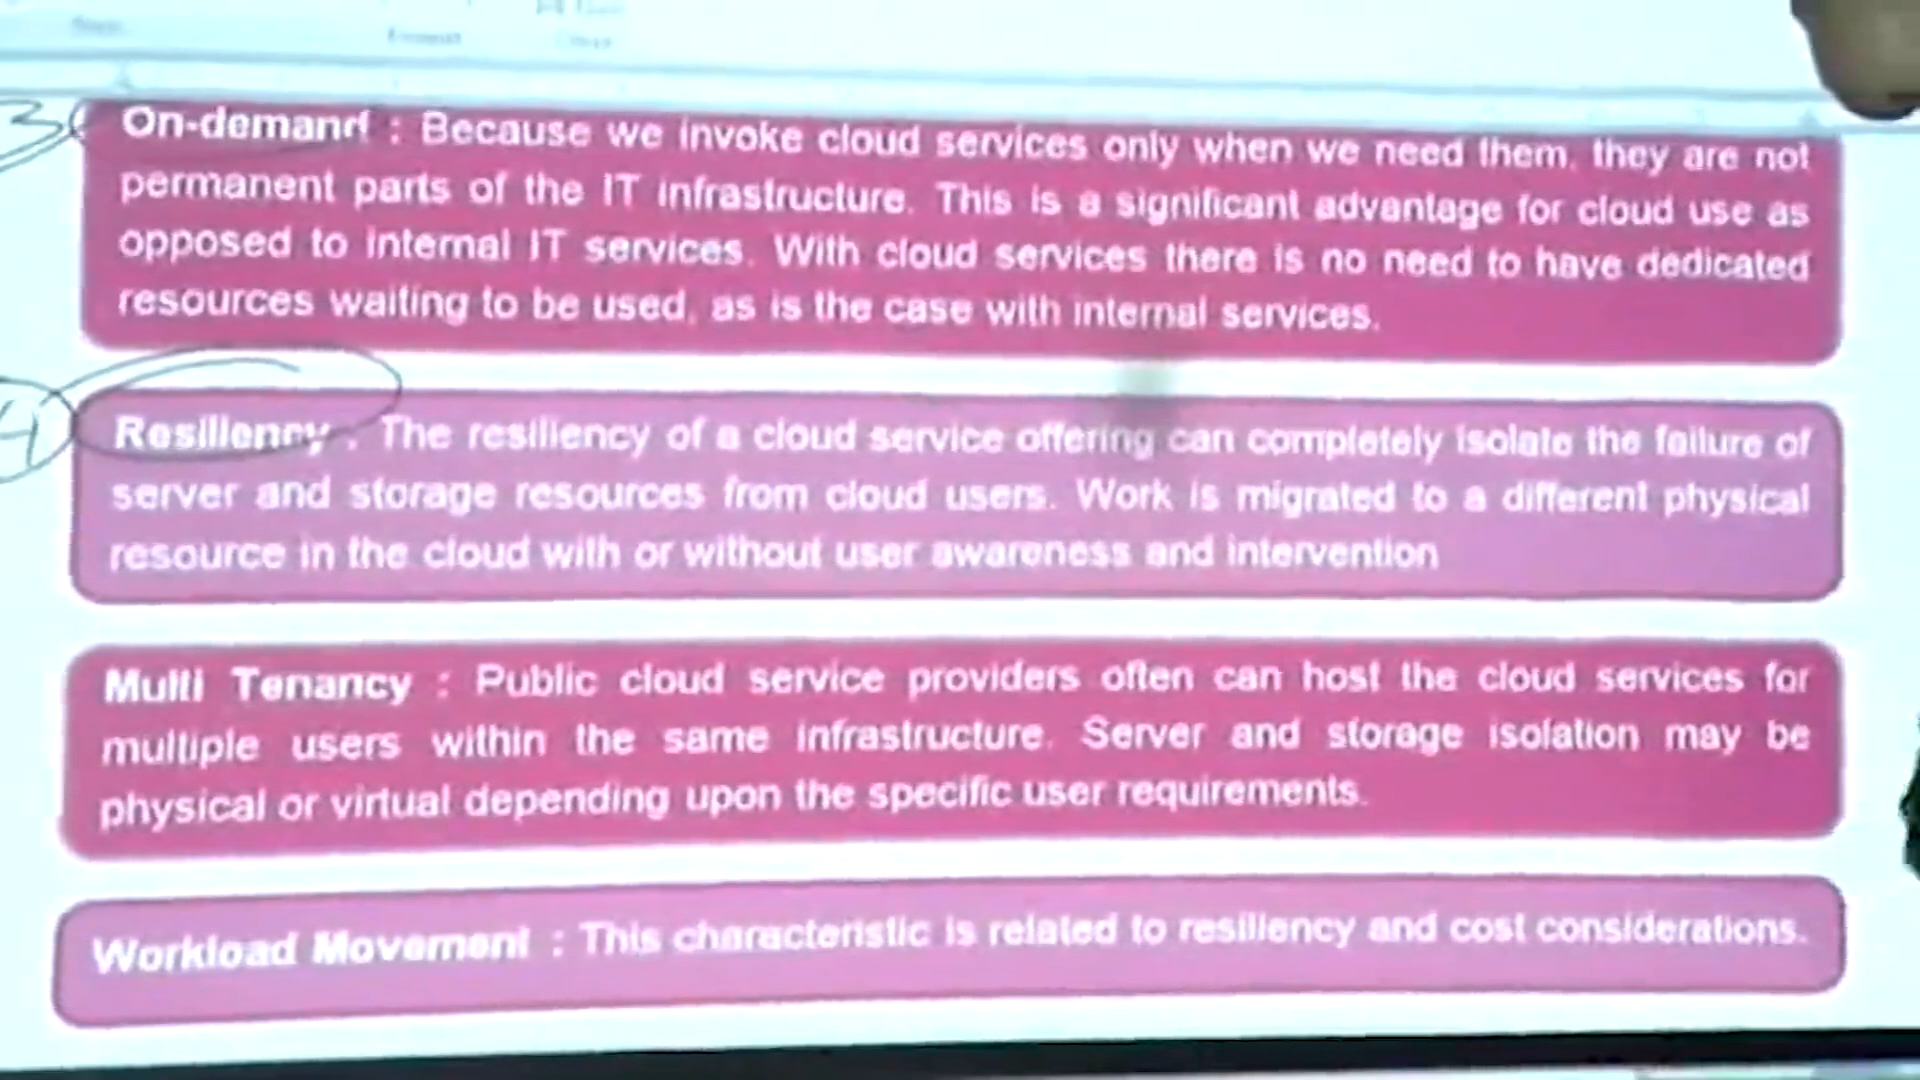 3
On-demand : Because we invoke cloud services only when we need them, they are not
permanent parts of the IT infrastructure. This is a significant advantage for cloud use as
opposed to internal IT services. With cloud services there is no need to have dedicated
resources waiting to be used, as is the case with internal services.
4
Resiliency : The resiliency of a cloud service offering can completely isolate the failure of
server and storage resources from cloud users. Work is migrated to a different physical
resource in the cloud with or without user awareness and intervention
Multi Tenancy : Public cloud service providers often can host the cloud services for
multiple users within the same infrastructure. Server and storage isolation may be
physical or virtual depending upon the specific user requirements.
Workload Movement : This characteristic is related to resiliency and cost considerations.